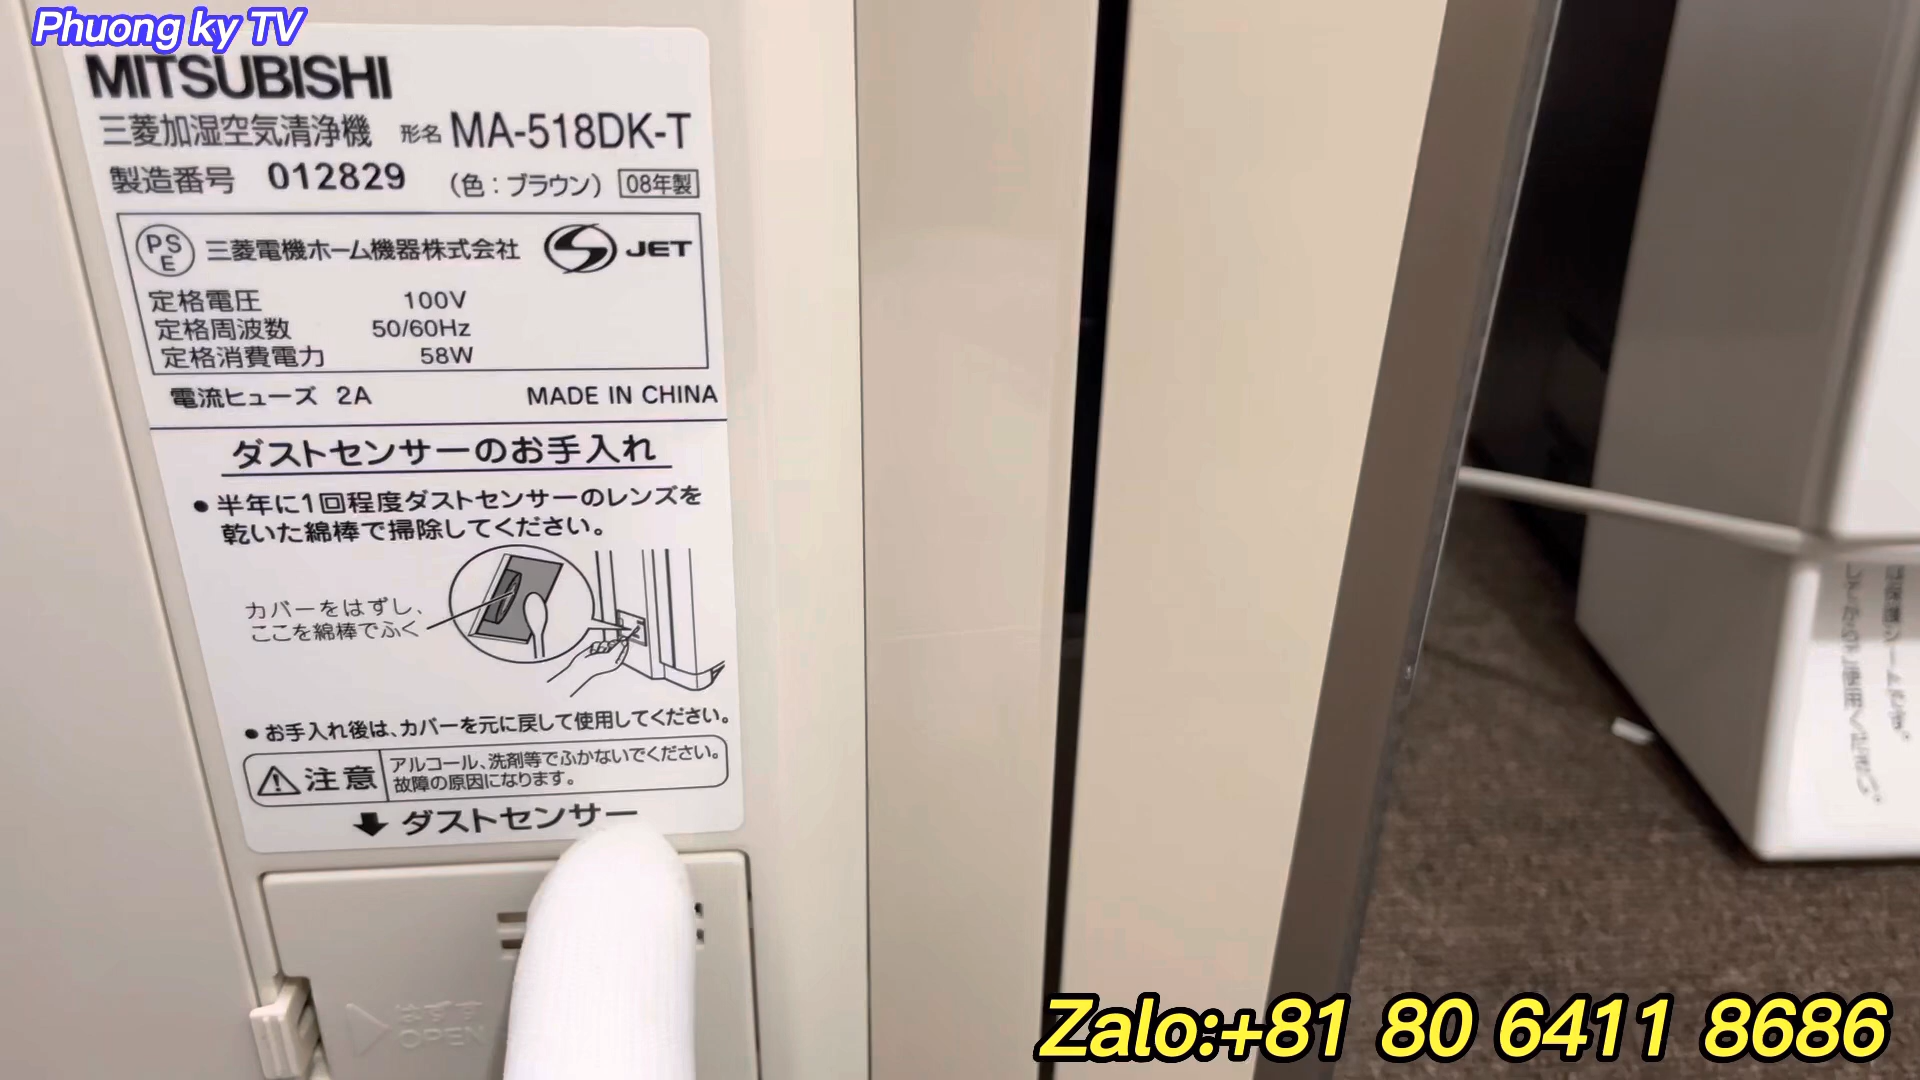 Phuong ky TV
MITSUBISHI
三菱加湿空気清浄機 形名 MA-518DK-T
製造番号 012829 (色:ブラウン) 08年製
PSE 三菱電機ホーム機器株式会社 JET
定格電圧 100V
定格周波数 50/60Hz
定格消費電力 58W
電流ヒューズ 2A MADE IN CHINA
ダストセンサーのお手入れ
●半年に1回程度ダストセンサーのレンズを
乾いた綿棒で掃除してください。
カバーをはずし、
ここを綿棒でふく
●お手入れ後は、カバーを元に戻して使用してください。
注意 アルコール、洗剤等でふかないでください。
故障の原因になります。
ダストセンサー
はずす
OPEN
Zalo:+81 80 6411 8686